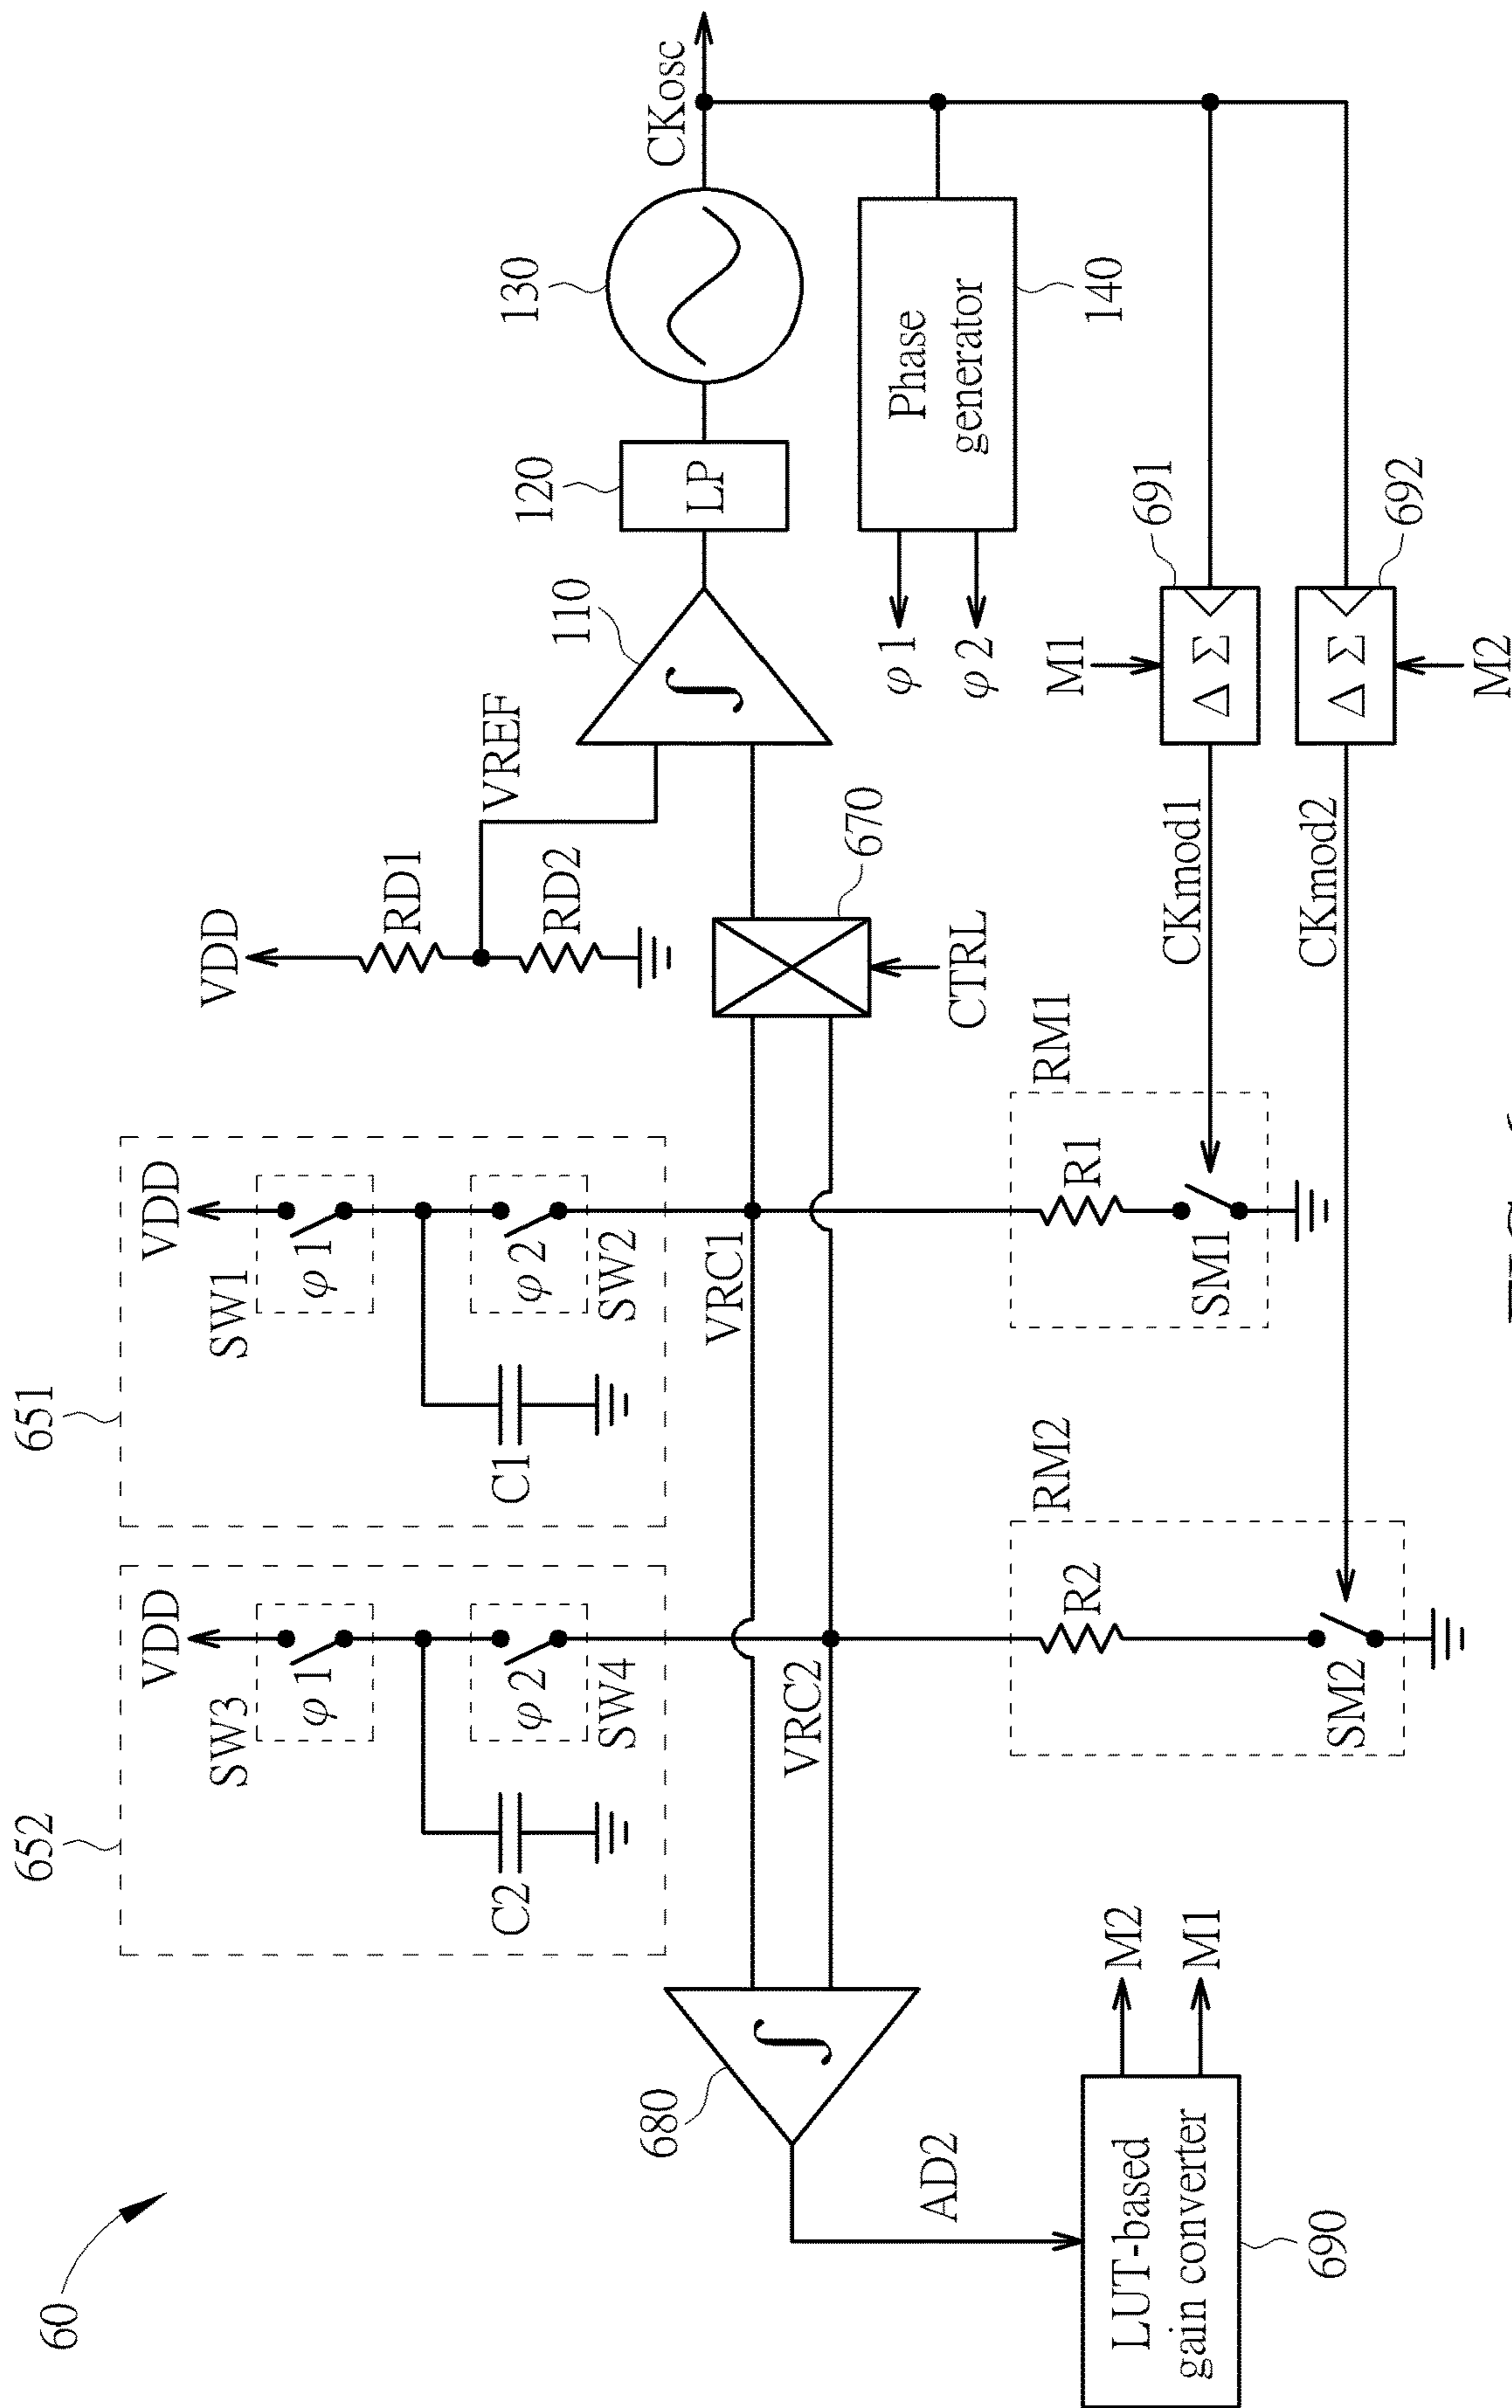 60
652
651
VDD
SW3
φ1
φ2
SW4
C2
VDD
SW1
φ1
φ2
SW2
C1
VDD
RD1
RD2
VREF
110
120
LP
130
CKosc
VRC1
VRC2
670
CTRL
Phase
generator
140
φ1
φ2
680
AD2
LUT-based
gain converter
690
M2
M1
RM2
R2
SM2
RM1
R1
SM1
CKmod1
CKmod2
M1
ΔΣ
691
ΔΣ
692
M2